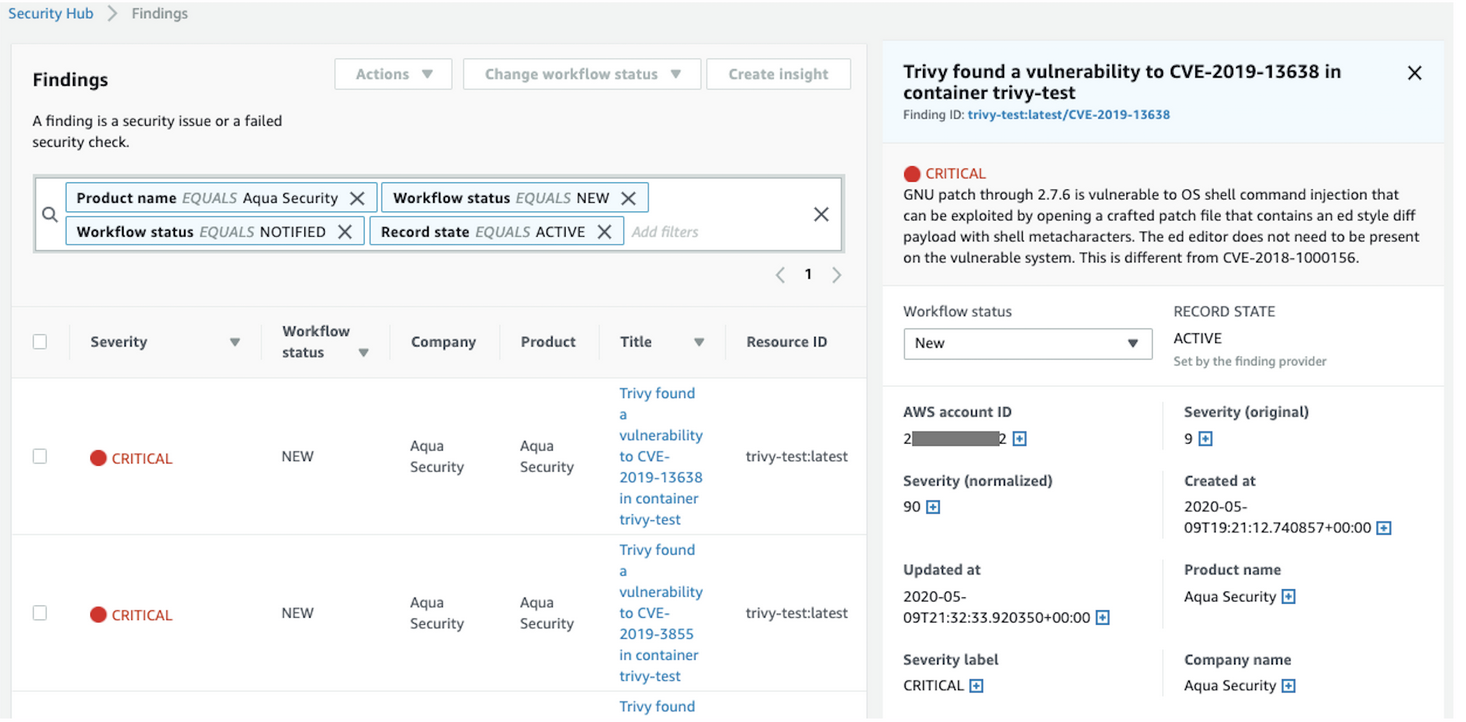 Security Hub > Findings
Findings
Actions
Change workflow status
Create insight
A finding is a security issue or a failed
security check.
Product name EQUALS Aqua Security
Workflow status EQUALS NEW
Workflow status EQUALS NOTIFIED
Record state EQUALS ACTIVE
Add filters
1
Severity
Workflow
status
Company
Product
Title
Resource ID
CRITICAL
NEW
Aqua
Security
Aqua
Security
Trivy found
a
vulnerability
to CVE-
2019-13638
in container
trivy-test
trivy-test:latest
CRITICAL
NEW
Aqua
Security
Aqua
Security
Trivy found
a
vulnerability
to CVE-
2019-3855
in container
trivy-test
trivy-test:latest
Trivy found
Trivy found a vulnerability to CVE-2019-13638 in
container trivy-test
Finding ID: trivy-test:latest/CVE-2019-13638
CRITICAL
GNU patch through 2.7.6 is vulnerable to OS shell command injection that
can be exploited by opening a crafted patch file that contains an ed style diff
payload with shell metacharacters. The ed editor does not need to be present
on the vulnerable system. This is different from CVE-2018-1000156.
Workflow status
New
RECORD STATE
ACTIVE
Set by the finding provider
AWS account ID
2 2
Severity (original)
9
Severity (normalized)
90
Created at
2020-05-
09T19:21:12.740857+00:00
Updated at
2020-05-
09T21:32:33.920350+00:00
Product name
Aqua Security
Severity label
CRITICAL
Company name
Aqua Security